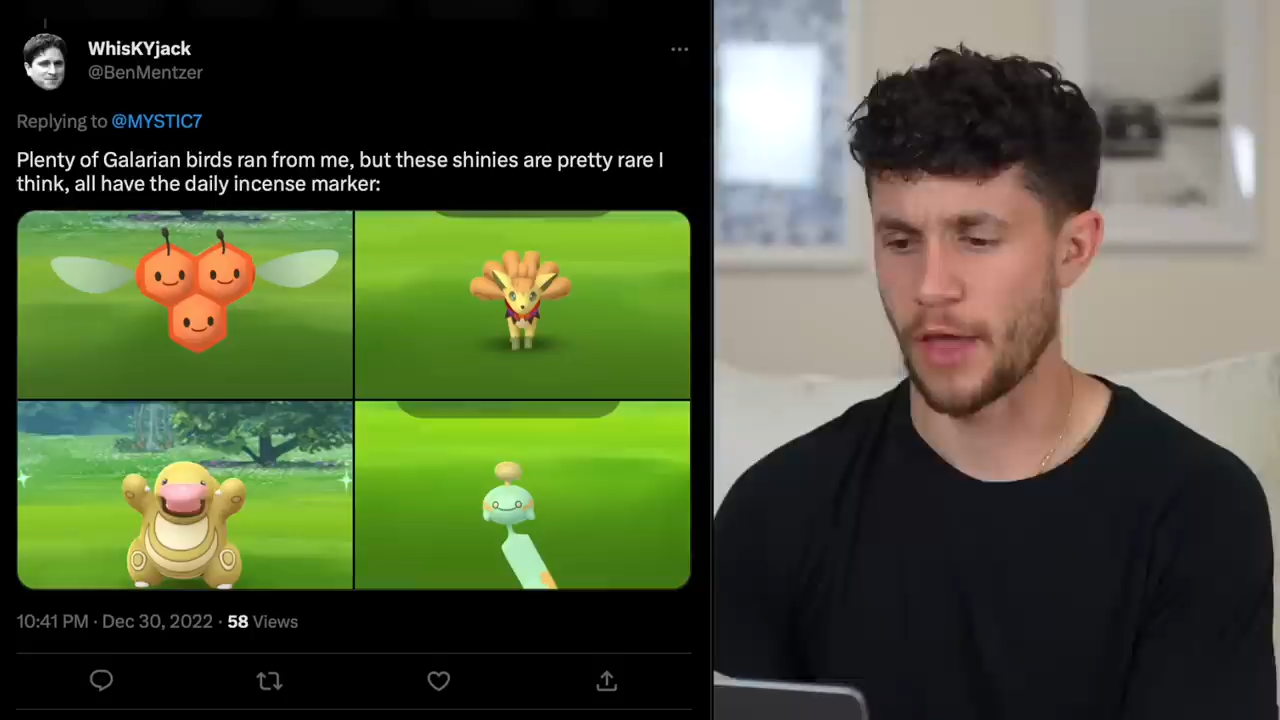 WhisKYjack
@BenMentzer
Replying to @MYSTIC7
Plenty of Galarian birds ran from me, but these shinies are pretty rare I
think, all have the daily incense marker:
10:41 PM · Dec 30, 2022 · 58 Views